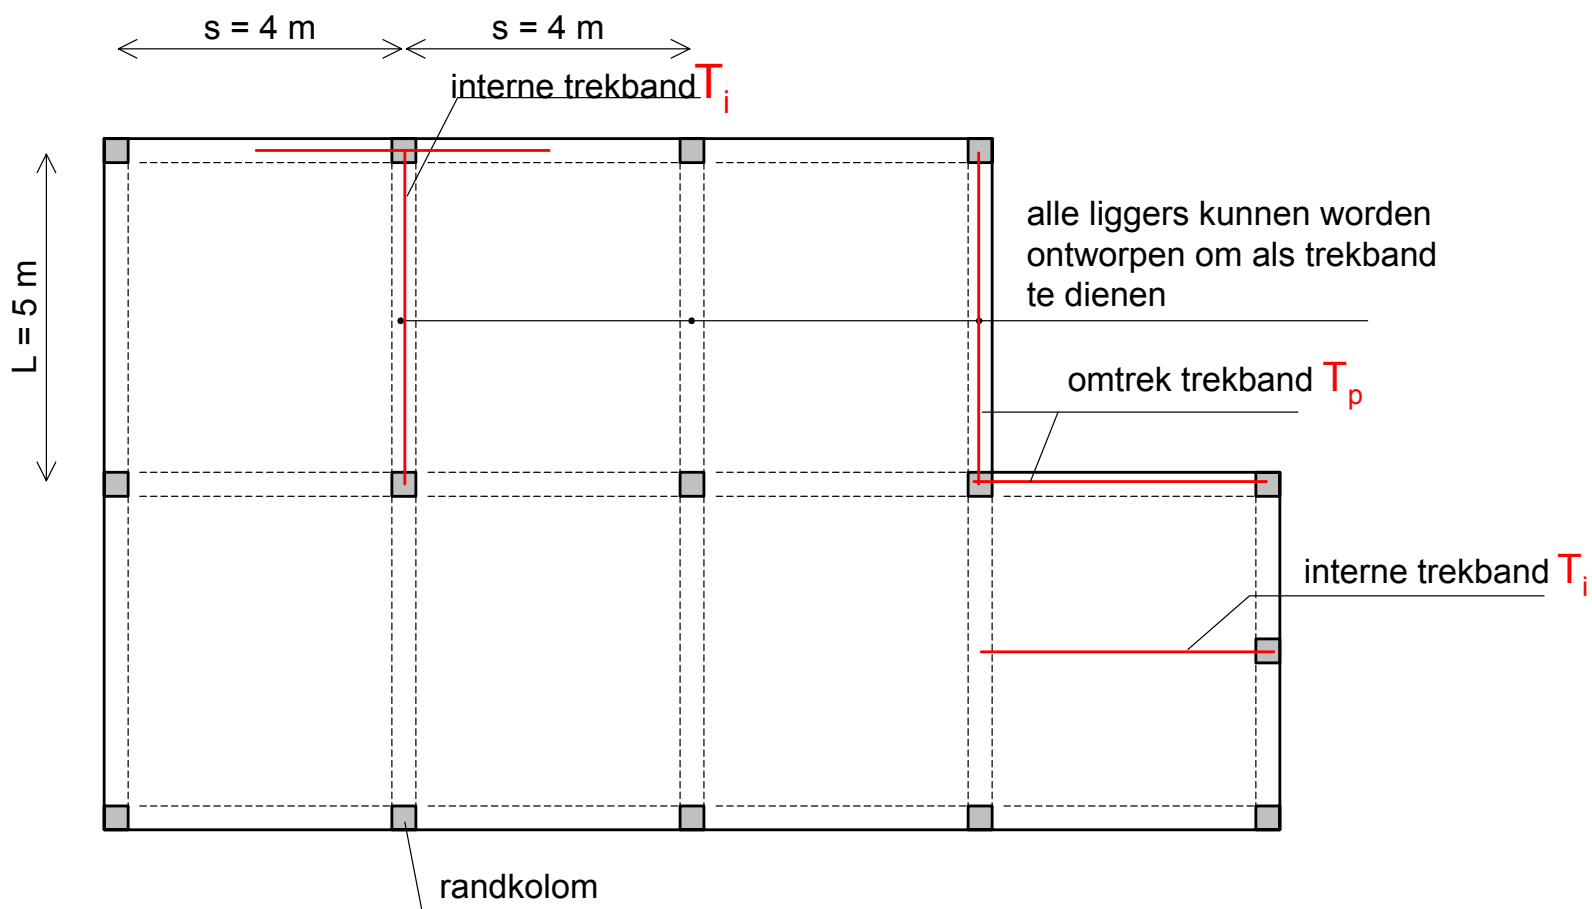 s = 4 m
s = 4 m
interne trekband Ti
L = 5 m
alle liggers kunnen worden
ontworpen om als trekband
te dienen
omtrek trekband Tp
interne trekband Ti
randkolom